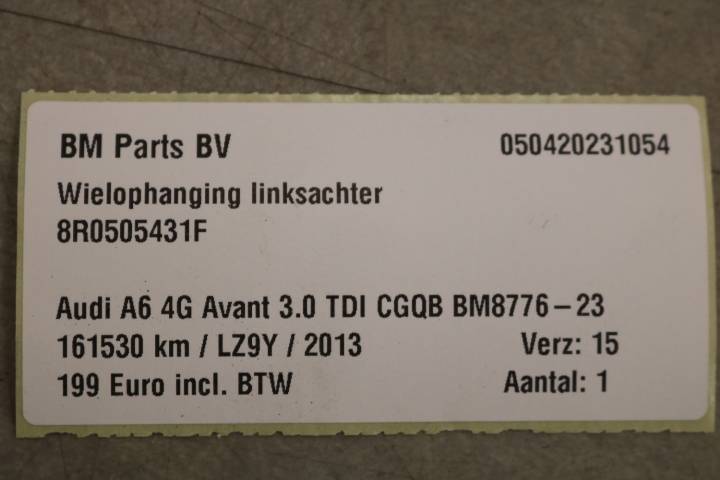 BM Parts BV 050420231054
Wielophanging linksachter
8R0505431F
Audi A6 4G Avant 3.0 TDI CGQB BM8776-23
161530 km / LZ9Y / 2013 Verz: 15
199 Euro incl. BTW Aantal: 1